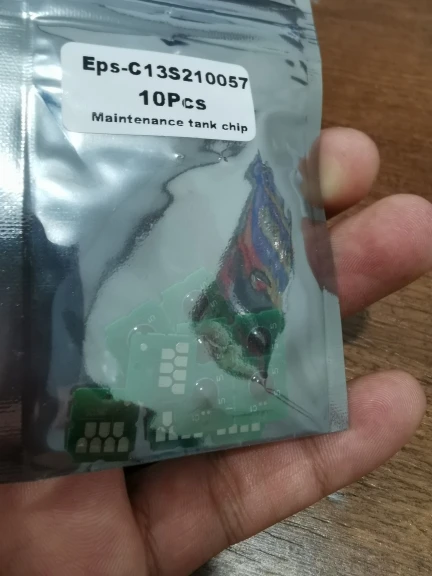 Eps-C13S210057
10Pcs
Maintenance tank chip